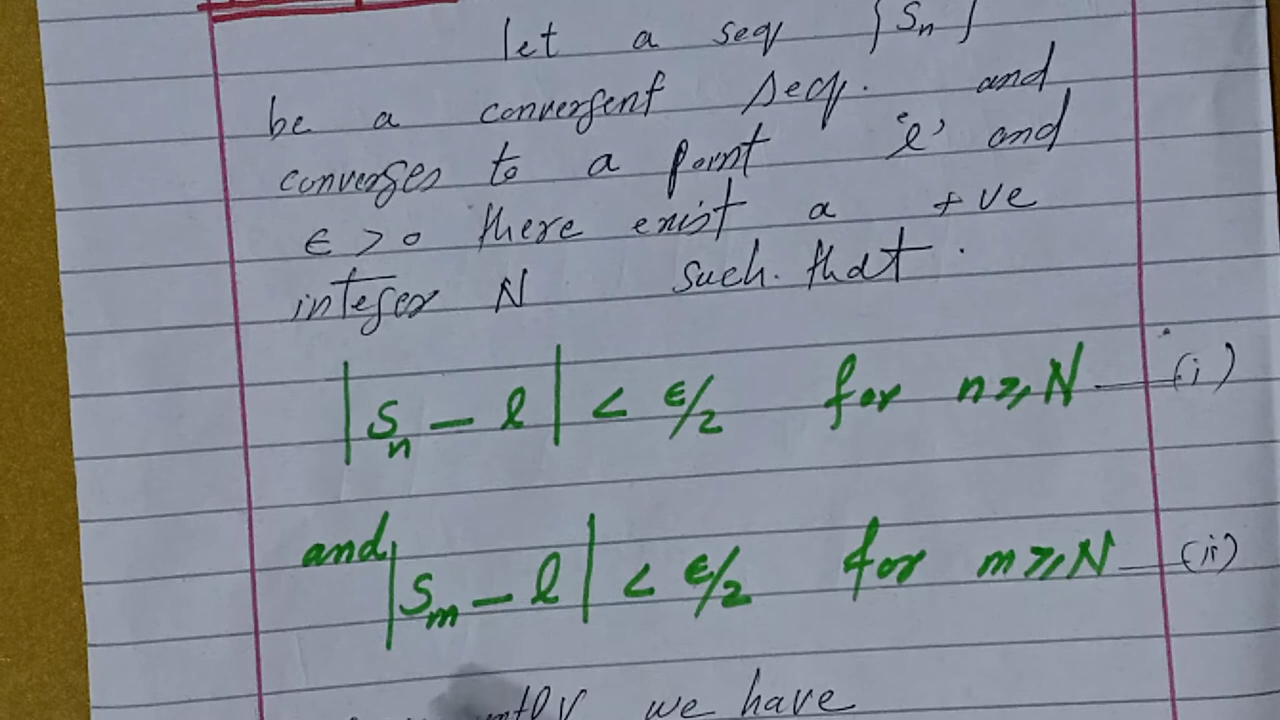 let a seq {Sn}
be a convergent seq. and
converges to a point 'l' and
ϵ > 0 there exist a +ve
integer N such that.
|Sn - l| < ϵ/2 for n ≥ N — (i)
and |Sm - l| < ϵ/2 for m ≥ N — (ii)
we have